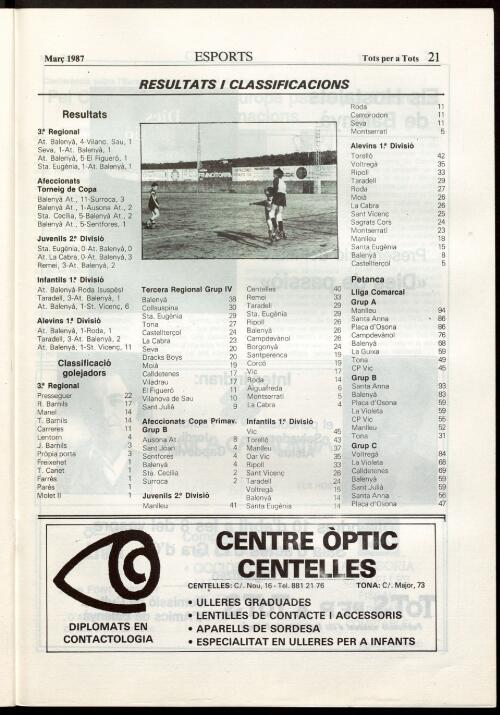 Març 1987
ESPORTS
Tots per a Tots 21
RESULTATS I CLASSIFICACIONS
Resultats
3.ª Regional
At. Balenyà, 4-Vilano. Sau, 1
Seva, 1-At. Balenyà, 1
At. Balenyà, 5-El Figueró, 1
Sta. Eugènia, 1-At. Balenyà, 1
Afeccionats
Torneig de Copa
Balenyà At., 11-Surroca, 3
Balenyà At., 1-Ausona At., 2
Sta. Cecília, 5-Balenyà At., 2
Balenyà At., 5-Sentfores, 1
Juvenils 2.ª Divisió
Sta. Eugènia, 0-At. Balenyà, 0
At. La Cabra, 0-At. Balenyà, 3
Remei, 3-At. Balenyà, 2
Infantils 1.ª Divisió
At. Balenyà-Roda (suspès)
Taradell, 3-At. Balenyà, 1
At. Balenyà, 1-St. Vicenç, 6
Alevins 1.ª Divisió
At. Balenyà, 1-Roda, 1
Taradell, 3-At. Balenyà, 2
At. Balenyà, 1-St. Vicenç, 11
Classificació
golejadors
3.ª Regional
Presseguer 22
R. Barnils 17
Manel 14
T. Barnils 14
Carreres 11
Lentorn 4
J. Barnils 3
Pròpia porta 3
Freixenet 1
T. Canet 1
Farrés 1
Parés 1
Molet II 1
Tercera Regional Grup IV
Balenyà 38
Collsuspina 30
Sta. Eugènia 29
Tona 27
Castellterçol 24
La Cabra 23
Seva 20
Dracks Boys 20
Moià 19
Calldetenes 17
Viladrau 17
El Figueró 11
Vilanova de Sau 10
Sant Julià 9
Afeccionats Copa Primav.
Grup B
Ausona At 8
Sant Joan 4
Sentfores 4
Balenyà 4
Sta. Cecília 2
Surroca 2
Juvenils 2.ª Divisió
Manlleu 41
Centelles 40
Remei 33
Taradell 29
Sta. Eugènia 29
Ripoll 26
Balenyà 26
Campdevànol 26
Borgonyà 24
Santperenca 19
Corcó 19
Vic 17
Roda 14
Aiguafreda 6
Montserratí 5
La Cabra 4
Infantils 1.ª Divisió
Vic 45
Torelló 43
Manlleu 37
Oar Vic 35
Ripoll 33
Sant Vicenç 26
Taradell 24
Voltregà 15
Balenyà 14
Santa Eugènia 14
Roda 11
Camprodon 11
Seva 11
Montserratí 5
Alevins 1.ª Divisió
Torelló 42
Voltregà 35
Ripoll 33
Taradell 29
Roda 27
Moià 26
La Cabra 26
Sant Vicenç 25
Sagrats Cors 24
Montserratí 23
Manlleu 18
Santa Eugènia 15
Balenyà 8
Castellterçol 5
Petanca
Lliga Comarcal
Grup A
Manlleu 94
Santa Anna 86
Placa d'Osona 86
Campdevànol 76
Balenyà 68
La Guixa 59
Tona 49
CP Vic 45
Grup B
Santa Anna 93
Balenyà 83
Placa d'Osona 59
La Violeta 59
CP Vic 55
Manlleu 52
Tona 31
Grup C
Voltregà 84
La Violeta 68
Calldetenes 69
Balenyà 59
Sant Julià 59
Santa Anna 56
Placa d'Osona 47
CENTRE ÒPTIC
CENTELLES
CENTELLES: C/. Nou, 16 - Tel. 881 21 76 TONA: C/. Major, 73
• ULLERES GRADUADES
• LENTILLES DE CONTACTE I ACCESSORIS
• APARELLS DE SORDESA
• ESPECIALITAT EN ULLERES PER A INFANTS
DIPLOMATS EN
CONTACTOLOGIA